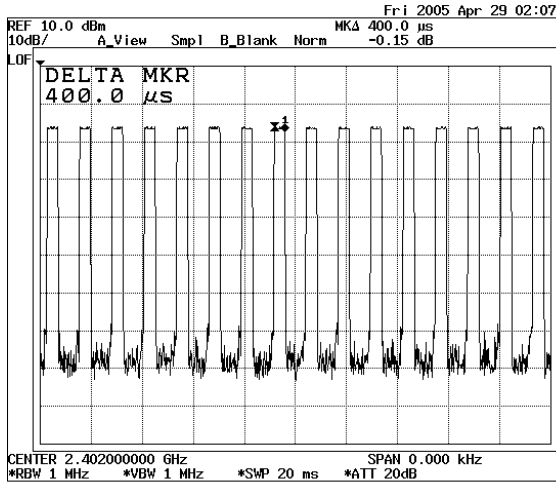 Fri 2005 Apr 29 02:07
REF 10.0 dBm MKΔ 400.0 µs
10dB/ A_View Smpl B_Blank Norm -0.15 dB
LOF
DELTA MKR
400.0 µs
1
CENTER 2.402000000 GHz SPAN 0.000 kHz
*RBW 1 MHz *VBW 1 MHz *SWP 20 ms *ATT 20dB